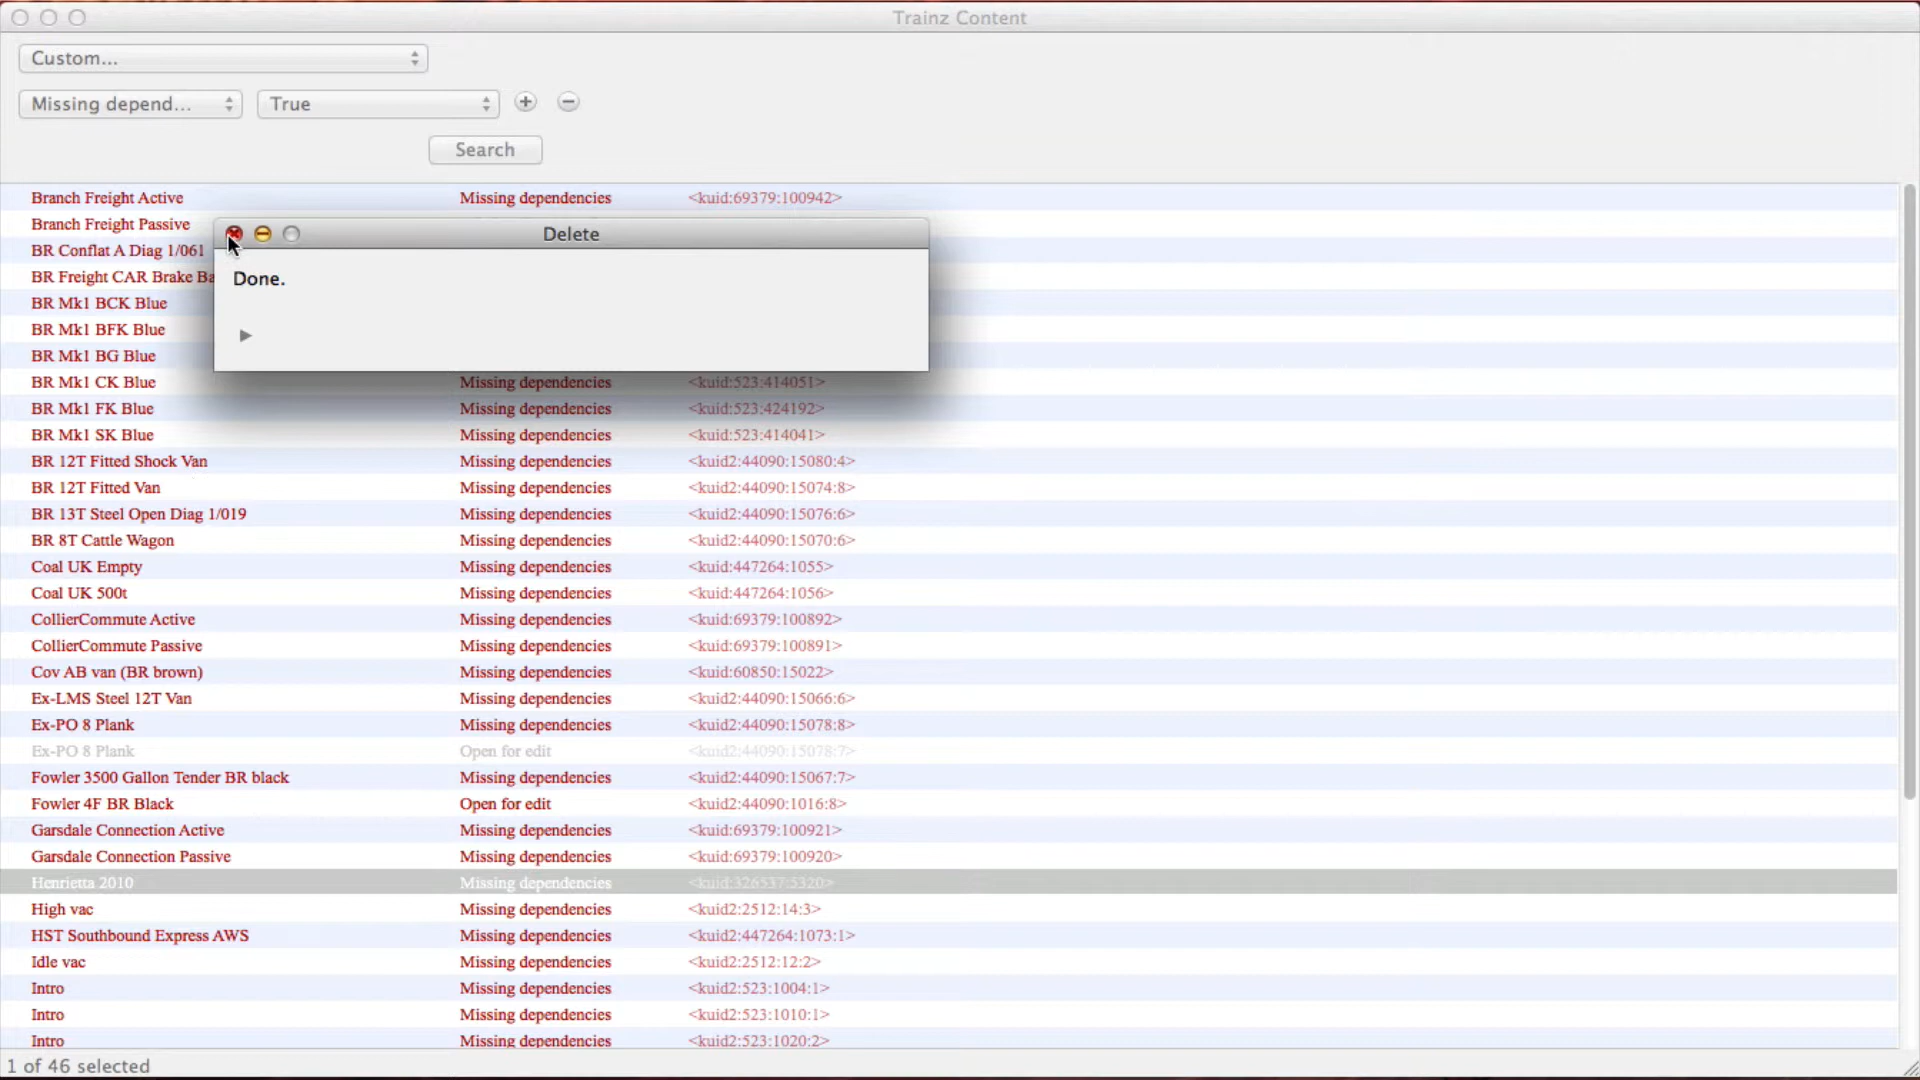 Trainz Content
Custom...
Missing depend... True
Search
Branch Freight Active Missing dependencies <kuid:69379:100942>
Branch Freight Passive
BR Conflat A Diag 1/061
BR Freight CAR Brake Ba
BR Mk1 BCK Blue
BR Mk1 BFK Blue
BR Mk1 BG Blue
Delete
Done.
BR Mk1 CK Blue Missing dependencies <kuid:523:414051>
BR Mk1 FK Blue Missing dependencies <kuid:523:424192>
BR Mk1 SK Blue Missing dependencies <kuid:523:414041>
BR 12T Fitted Shock Van Missing dependencies <kuid2:44090:15080:4>
BR 12T Fitted Van Missing dependencies <kuid2:44090:15074:8>
BR 13T Steel Open Diag 1/019 Missing dependencies <kuid2:44090:15076:6>
BR 8T Cattle Wagon Missing dependencies <kuid2:44090:15070:6>
Coal UK Empty Missing dependencies <kuid:447264:1055>
Coal UK 500t Missing dependencies <kuid:447264:1056>
CollierCommute Active Missing dependencies <kuid:69379:100892>
CollierCommute Passive Missing dependencies <kuid:69379:100891>
Cov AB van (BR brown) Missing dependencies <kuid:60850:15022>
Ex-LMS Steel 12T Van Missing dependencies <kuid2:44090:15066:6>
Ex-PO 8 Plank Missing dependencies <kuid2:44090:15078:8>
Ex-PO 8 Plank Open for edit <kuid2:44090:15078:7>
Fowler 3500 Gallon Tender BR black Missing dependencies <kuid2:44090:15067:7>
Fowler 4F BR Black Open for edit <kuid2:44090:1016:8>
Garsdale Connection Active Missing dependencies <kuid:69379:100921>
Garsdale Connection Passive Missing dependencies <kuid:69379:100920>
Henrietta 2010 Missing dependencies <kuid:326537:5320>
High vac Missing dependencies <kuid2:2512:14:3>
HST Southbound Express AWS Missing dependencies <kuid2:447264:1073:1>
Idle vac Missing dependencies <kuid2:2512:12:2>
Intro Missing dependencies <kuid2:523:1004:1>
Intro Missing dependencies <kuid2:523:1010:1>
Intro Missing dependencies <kuid2:523:1020:2>
1 of 46 selected